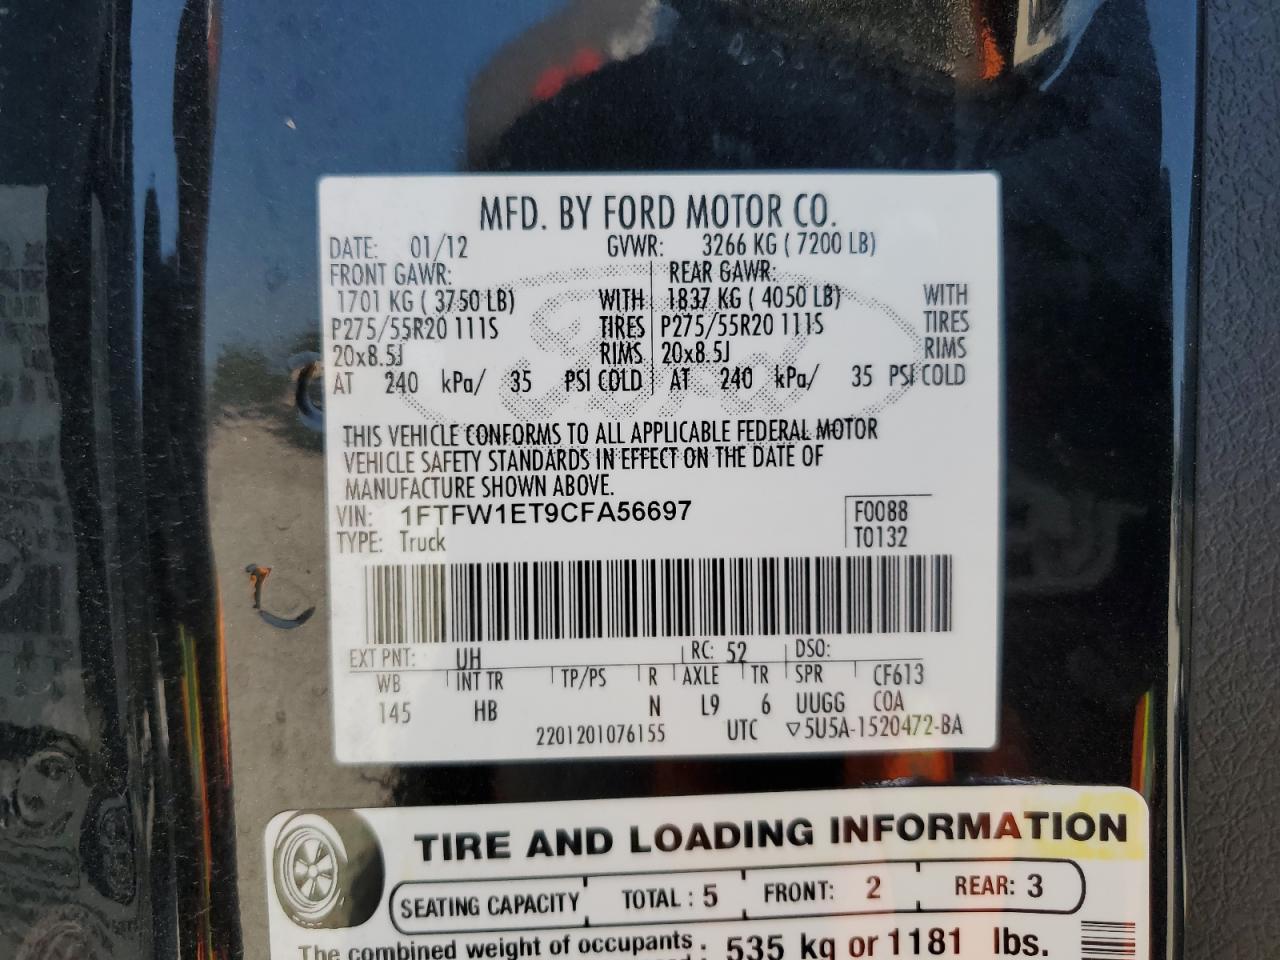 MFD. BY FORD MOTOR CO.
DATE: 01/12 GVWR: 3266 KG ( 7200 LB)
FRONT GAWR: REAR GAWR:
1701 KG ( 3750 LB) WITH 1837 KG ( 4050 LB) WITH
P275/55R20 111S TIRES P275/55R20 111S TIRES
20x8.5J RIMS 20x8.5J RIMS
AT 240 kPa/ 35 PSI COLD AT 240 kPa/ 35 PSI COLD
THIS VEHICLE CONFORMS TO ALL APPLICABLE FEDERAL MOTOR
VEHICLE SAFETY STANDARDS IN EFFECT ON THE DATE OF
MANUFACTURE SHOWN ABOVE.
VIN: 1FTFW1ET9CFA56697 F0088
TYPE: Truck T0132
EXT PNT: UH RC: 52 DSO:
WB INT TR TP/PS R AXLE TR SPR CF613
145 HB N L9 6 UUGG COA
2201201076155 UTC ▽5U5A-1520472-BA
TIRE AND LOADING INFORMATION
SEATING CAPACITY TOTAL : 5 FRONT: 2 REAR: 3
The combined weight of occupants 535 kg or 1181 lbs.